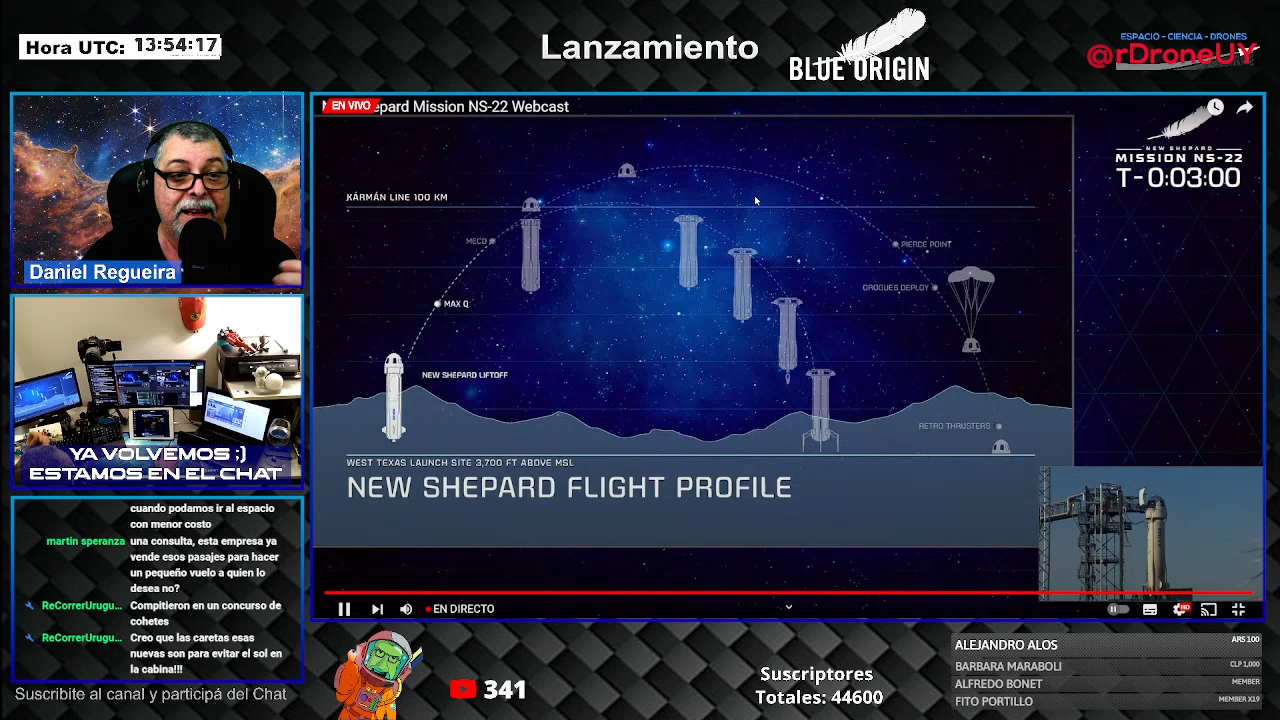 Hora UTC: 13:54:17
Lanzamiento
BLUE ORIGIN
ESPACIO - CIENCIA - DRONES
@rDroneUY
EN VIVO
epard Mission NS-22 Webcast
NEW SHEPARD
MISSION NS-22
T-0:03:00
KÁRMÁN LINE 100 KM
MECO
PIERCE POINT
DROGUES DEPLOY
MAX Q
NEW SHEPARD LIFTOFF
RETRO THRUSTERS
WEST TEXAS LAUNCH SITE 3,700 FT ABOVE MSL
NEW SHEPARD FLIGHT PROFILE
EN DIRECTO
HD
Daniel Regueira
YA VOLVEMOS ;)
ESTAMOS EN EL CHAT
cuando podamos ir al espacio
con menor costo
martin speranza una consulta, esta empresa ya
vende esos pasajes para hacer
un pequeño vuelo a quien lo
desea no?
ReCorrerUrugu... Compitieron en un concurso de
cohetes
ReCorrerUrugu... Creo que las caretas esas
nuevas son para evitar el sol en
la cabina!!!
Suscribite al canal y participá del Chat
341
Suscriptores
Totales: 44600
ALEJANDRO ALOS ARS 100
BARBARA MARABOLI CLP 1,000
ALFREDO BONET MEMBER
FITO PORTILLO MEMBER X19